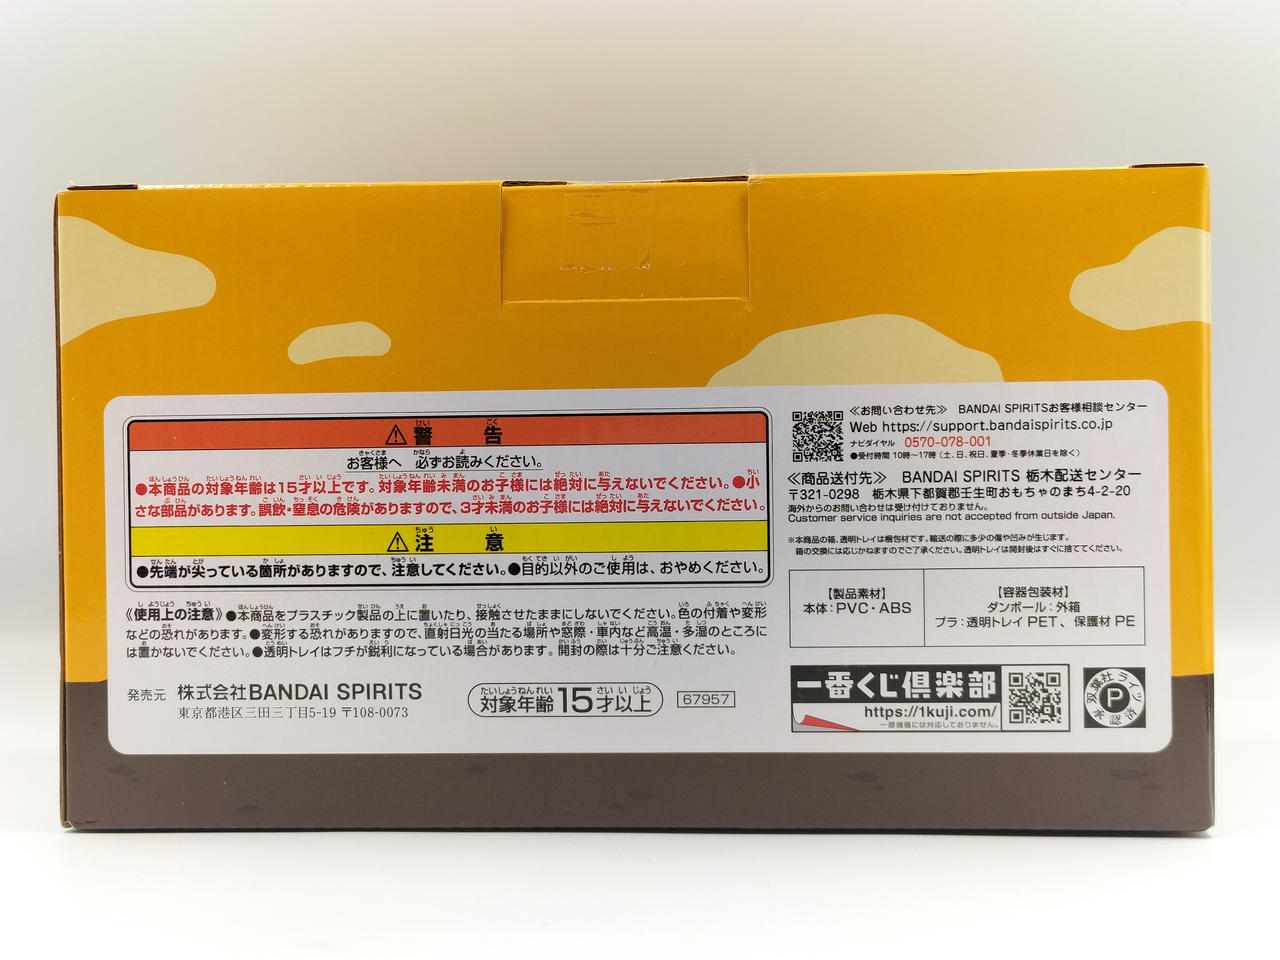 ⚠警告
お客様へ 必ずお読みください。
●本商品の対象年齢は15才以上です。対象年齢未満のお子様には絶対に与えないでください。●小
さな部品があります。誤飲・窒息の危険がありますので、3才未満のお子様には絶対に与えないでください。
⚠注意
●先端が尖っている箇所がありますので、注意してください。●目的以外のご使用は、おやめください。
《使用上の注意》●本商品をプラスチック製品の上に置いたり、接触させたままにしないでください。色の付着や変形
などの恐れがあります。●変形する恐れがありますので、直射日光の当たる場所や窓際・車内など高温・多湿のところに
は置かないでください。●透明トレイはフチが鋭利になっている場合があります。開封の際は十分ご注意ください。
発売元 株式会社BANDAI SPIRITS
東京都港区三田三丁目5-19 〒108-0073
対象年齢15才以上
67957
≪お問い合わせ先≫ BANDAI SPIRITSお客様相談センター
Web https://support.bandaispirits.co.jp
ナビダイヤル 0570-078-001
●受付時間 10時〜17時（土、日、祝日、夏季・冬季休業日を除く）
≪商品送付先≫ BANDAI SPIRITS 栃木配送センター
〒321-0298 栃木県下都賀郡壬生町おもちゃのまち4-2-20
海外からのお問い合わせは受け付けておりません。
Customer service inquiries are not accepted from outside Japan.
※本商品の箱、透明トレイは梱包材です。輸送の際に多少の傷や凹みが生じます。
箱の交換には応じかねますのでご了承ください。透明トレイは開封後はすぐに捨ててください。
【製品素材】
本体：PVC・ABS
【容器包装材】
ダンボール：外箱
プラ：透明トレイ PET、保護材 PE
一番くじ倶楽部
https://1kuji.com/
一部機種には対応しておりません。
双葉社ライツ
P
承認済